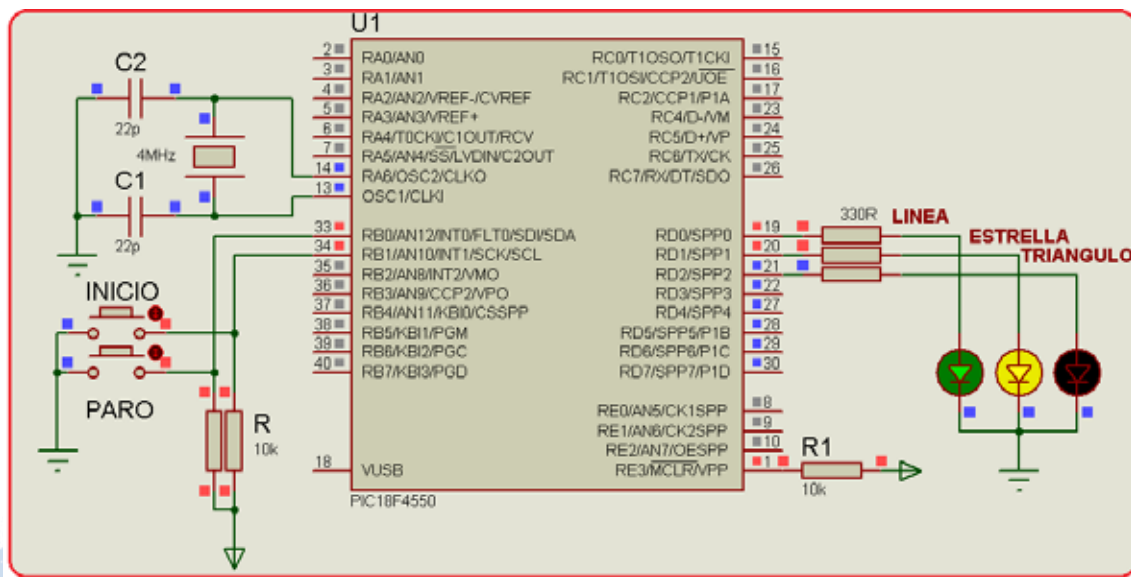 U1
C2
22p
4MHz
C1
22p
INICIO
PARO
R
10k
2 RA0/AN0
3 RA1/AN1
4 RA2/AN2/VREF-/CVREF
5 RA3/AN3/VREF+
6 RA4/T0CKI/C1OUT/RCV
7 RA5/AN4/SS/LVDIN/C2OUT
14 RA6/OSC2/CLKO
13 OSC1/CLKI
33 RB0/AN12/INT0/FLT0/SDI/SDA
34 RB1/AN10/INT1/SCK/SCL
35 RB2/AN8/INT2/VMO
36 RB3/AN9/CCP2/VPO
37 RB4/AN11/KBI0/CSSPP
38 RB5/KBI1/PGM
39 RB6/KBI2/PGC
40 RB7/KBI3/PGD
18 VUSB
PIC18F4550
RC0/T1OSO/T1CKI 15
RC1/T1OSI/CCP2/UOE 16
RC2/CCP1/P1A 17
RC4/D-/VM 23
RC5/D+/VP 24
RC6/TX/CK 25
RC7/RX/DT/SDO 26
RD0/SPP0 19
RD1/SPP1 20
RD2/SPP2 21
RD3/SPP3 22
RD4/SPP4 27
RD5/SPP5/P1B 28
RD6/SPP6/P1C 29
RD7/SPP7/P1D 30
RE0/AN5/CK1SPP 8
RE1/AN6/CK2SPP 9
RE2/AN7/OESPP 10
RE3/MCLR/VPP 1
330R
LINEA
ESTRELLA
TRIANGULO
R1
10k